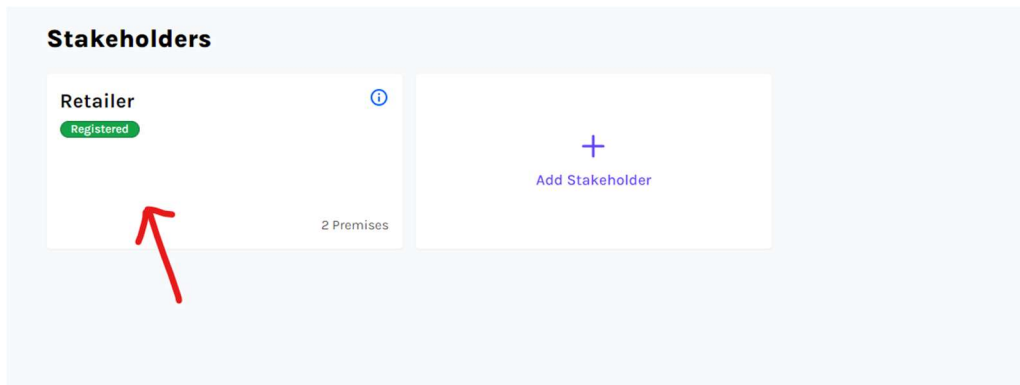 Stakeholders
Retailer
Registered
2 Premises
Add Stakeholder